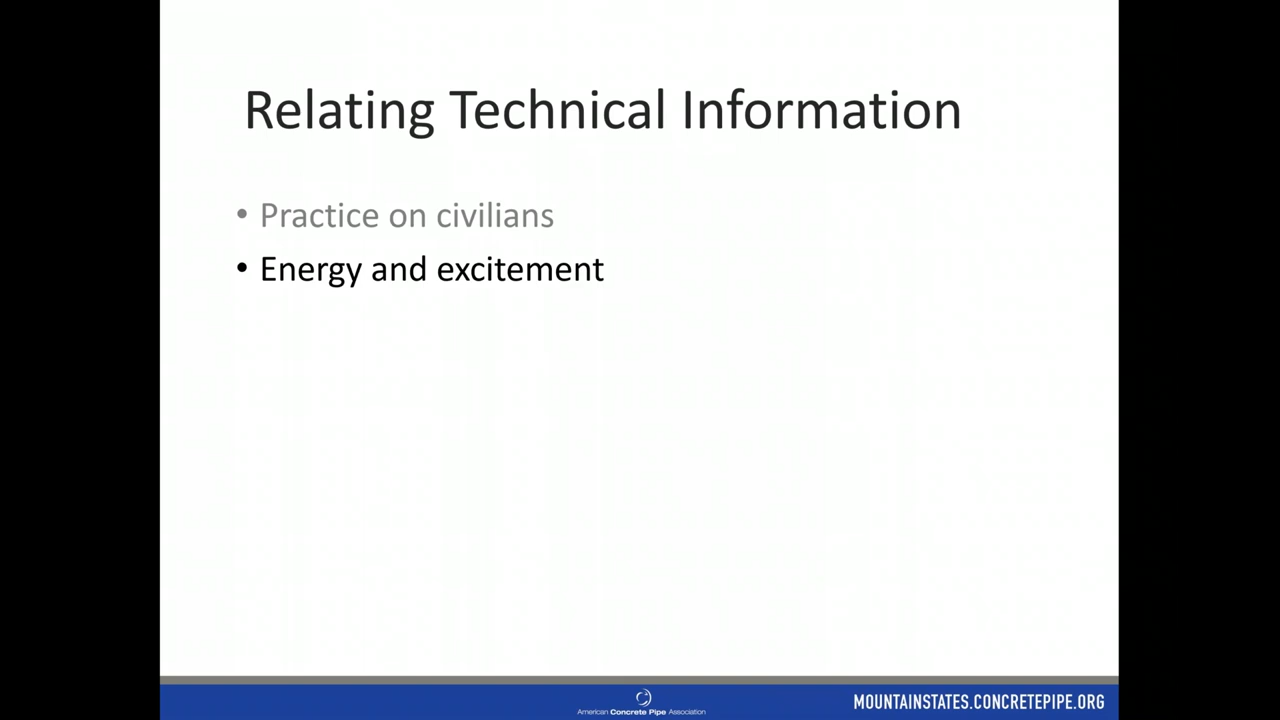 Relating Technical Information
• Practice on civilians
• Energy and excitement
American Concrete Pipe Association
MOUNTAINSTATES.CONCRETEPIPE.ORG